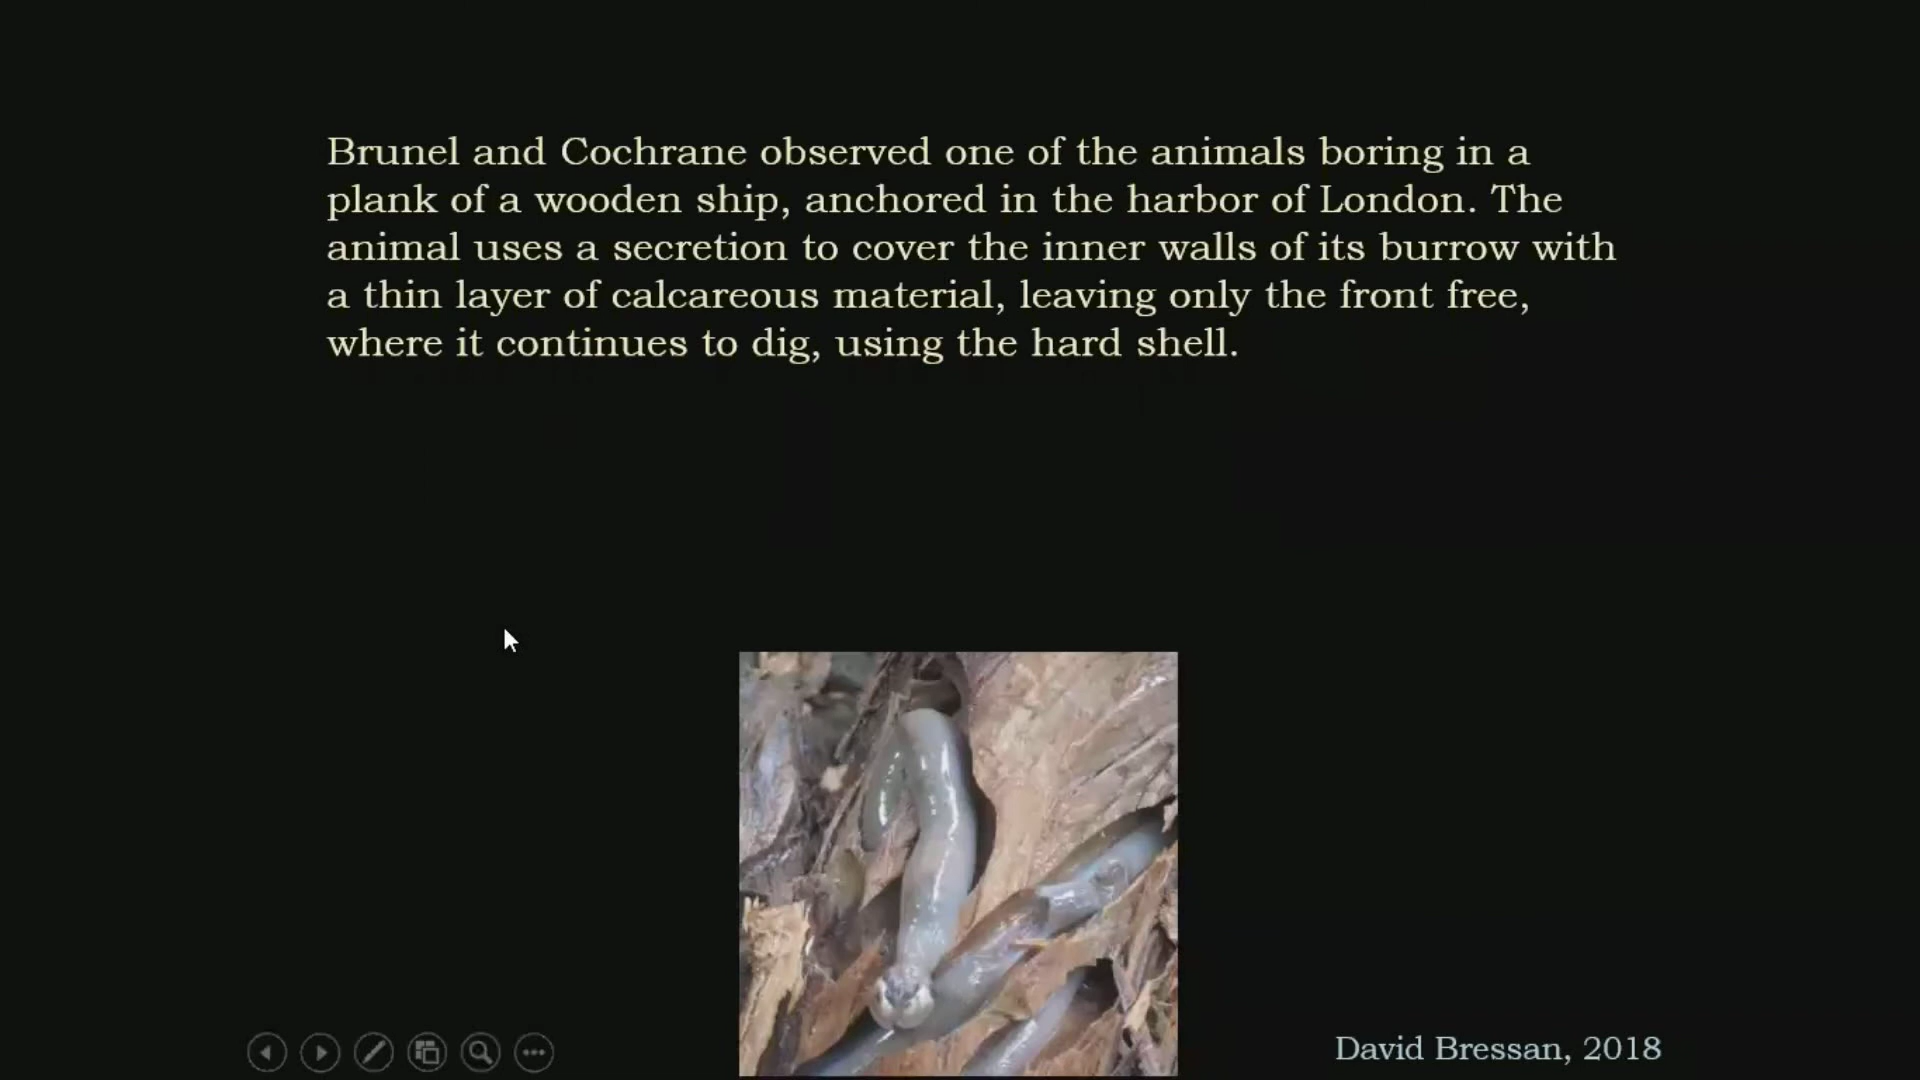 Brunel and Cochrane observed one of the animals boring in a
plank of a wooden ship, anchored in the harbor of London. The
animal uses a secretion to cover the inner walls of its burrow with
a thin layer of calcareous material, leaving only the front free,
where it continues to dig, using the hard shell.
David Bressan, 2018